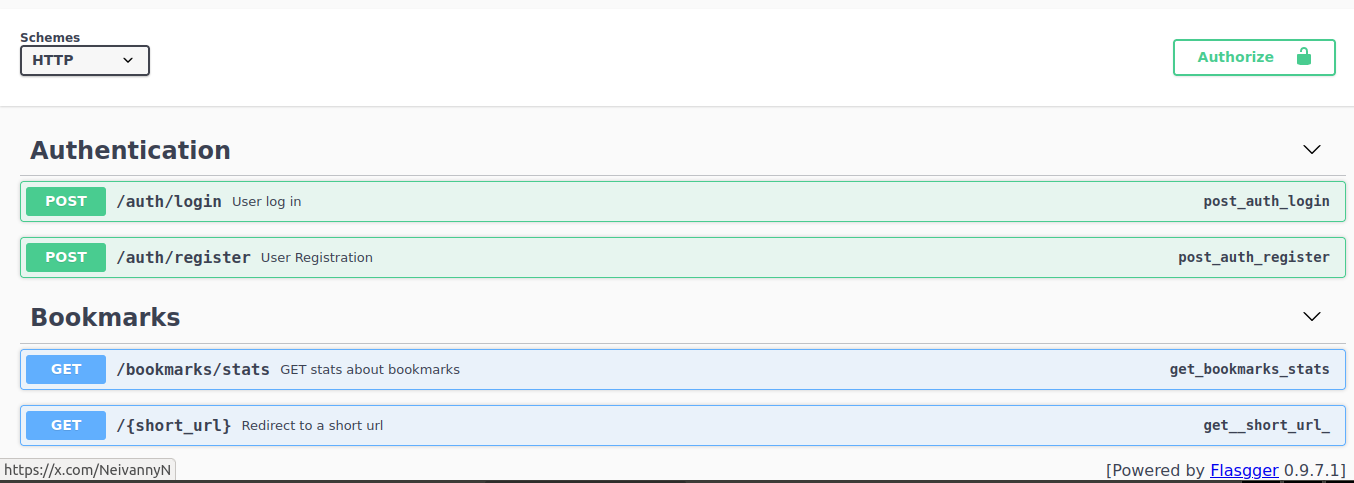 Schemes
HTTP
Authorize
Authentication
POST /auth/login User log in post_auth_login
POST /auth/register User Registration post_auth_register
Bookmarks
GET /bookmarks/stats GET stats about bookmarks get_bookmarks_stats
GET /{short_url} Redirect to a short url get__short_url_
https://x.com/NeivannyN
[Powered by Flasgger 0.9.7.1]